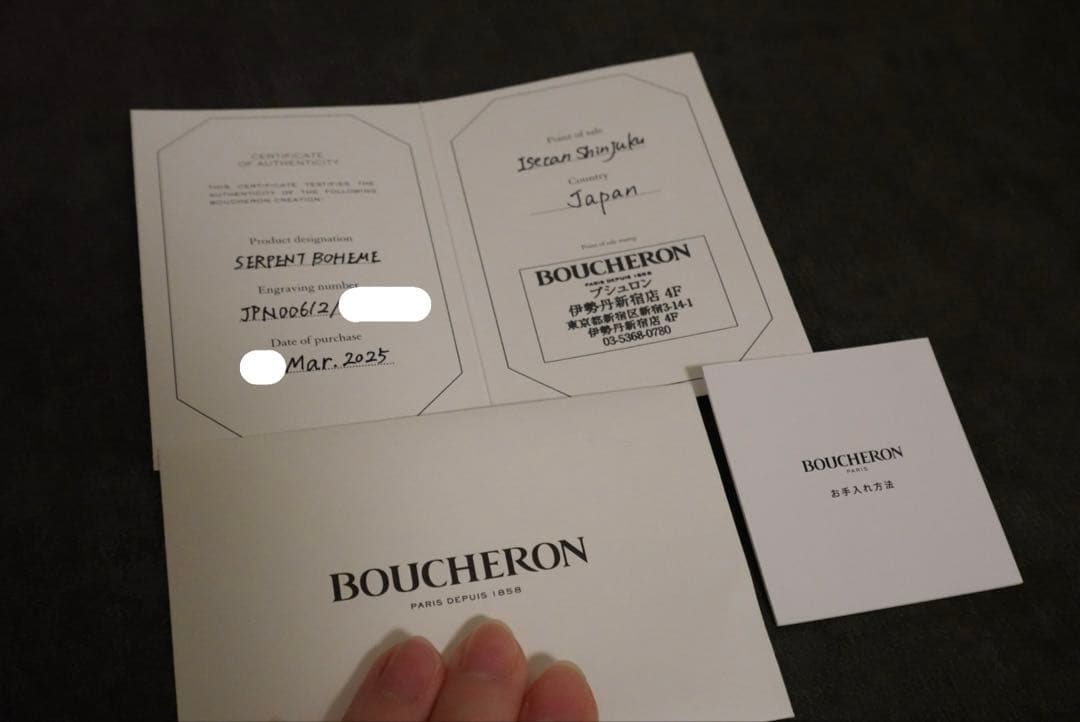 CERTIFICATE
OF AUTHENTICITY
THIS CERTIFICATE TESTIFIES THE
AUTHENTICITY OF THE FOLLOWING
BOUCHERON CREATION:
Product designation
SERPENT BOHEME
Engraving number
JPN00612/
Date of purchase
Mar. 2025
Point of sale
Isetan Shinjuku
Country
Japan
Point of sale stamp
BOUCHERON
PARIS DEPUIS 1858
ブシュロン
伊勢丹新宿店 4F
東京都新宿区新宿3-14-1
伊勢丹新宿店 4F
03-5368-0780
BOUCHERON
PARIS DEPUIS 1858
BOUCHERON
PARIS
お手入れ方法